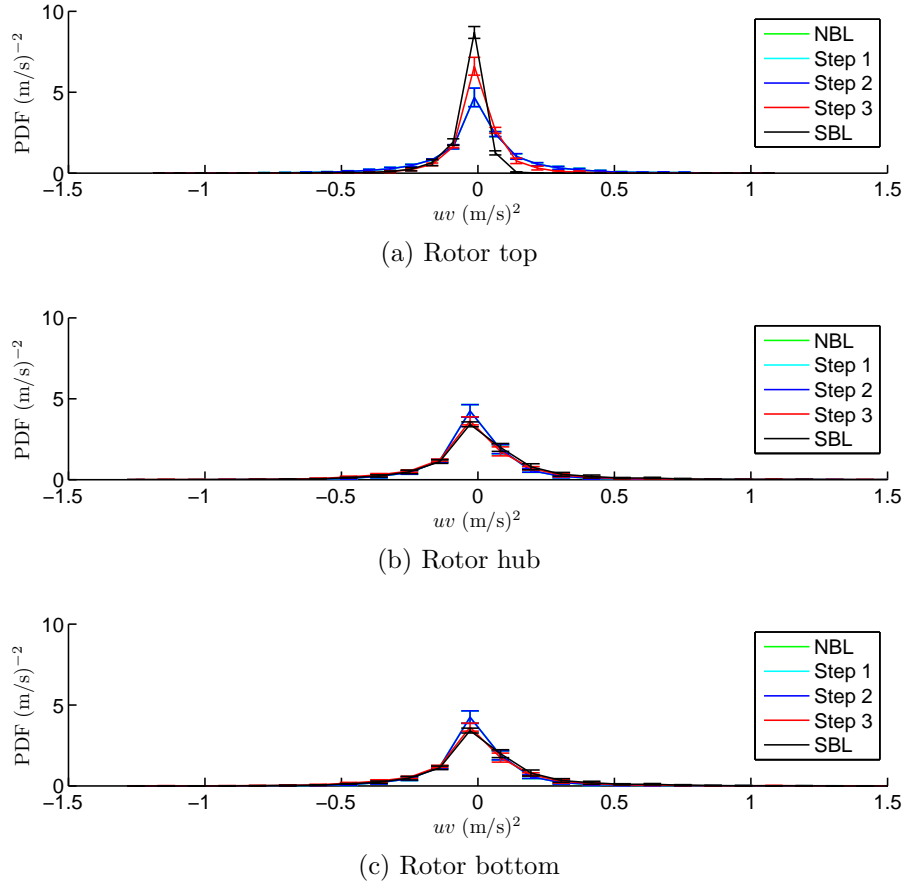 10
5
0
PDF (m/s)⁻²
−1.5 −1 −0.5 0 0.5 1 1.5
uv (m/s)²
NBL
Step 1
Step 2
Step 3
SBL
(a) Rotor top
10
5
0
PDF (m/s)⁻²
−1.5 −1 −0.5 0 0.5 1 1.5
uv (m/s)²
NBL
Step 1
Step 2
Step 3
SBL
(b) Rotor hub
10
5
0
PDF (m/s)⁻²
−1.5 −1 −0.5 0 0.5 1 1.5
uv (m/s)²
NBL
Step 1
Step 2
Step 3
SBL
(c) Rotor bottom